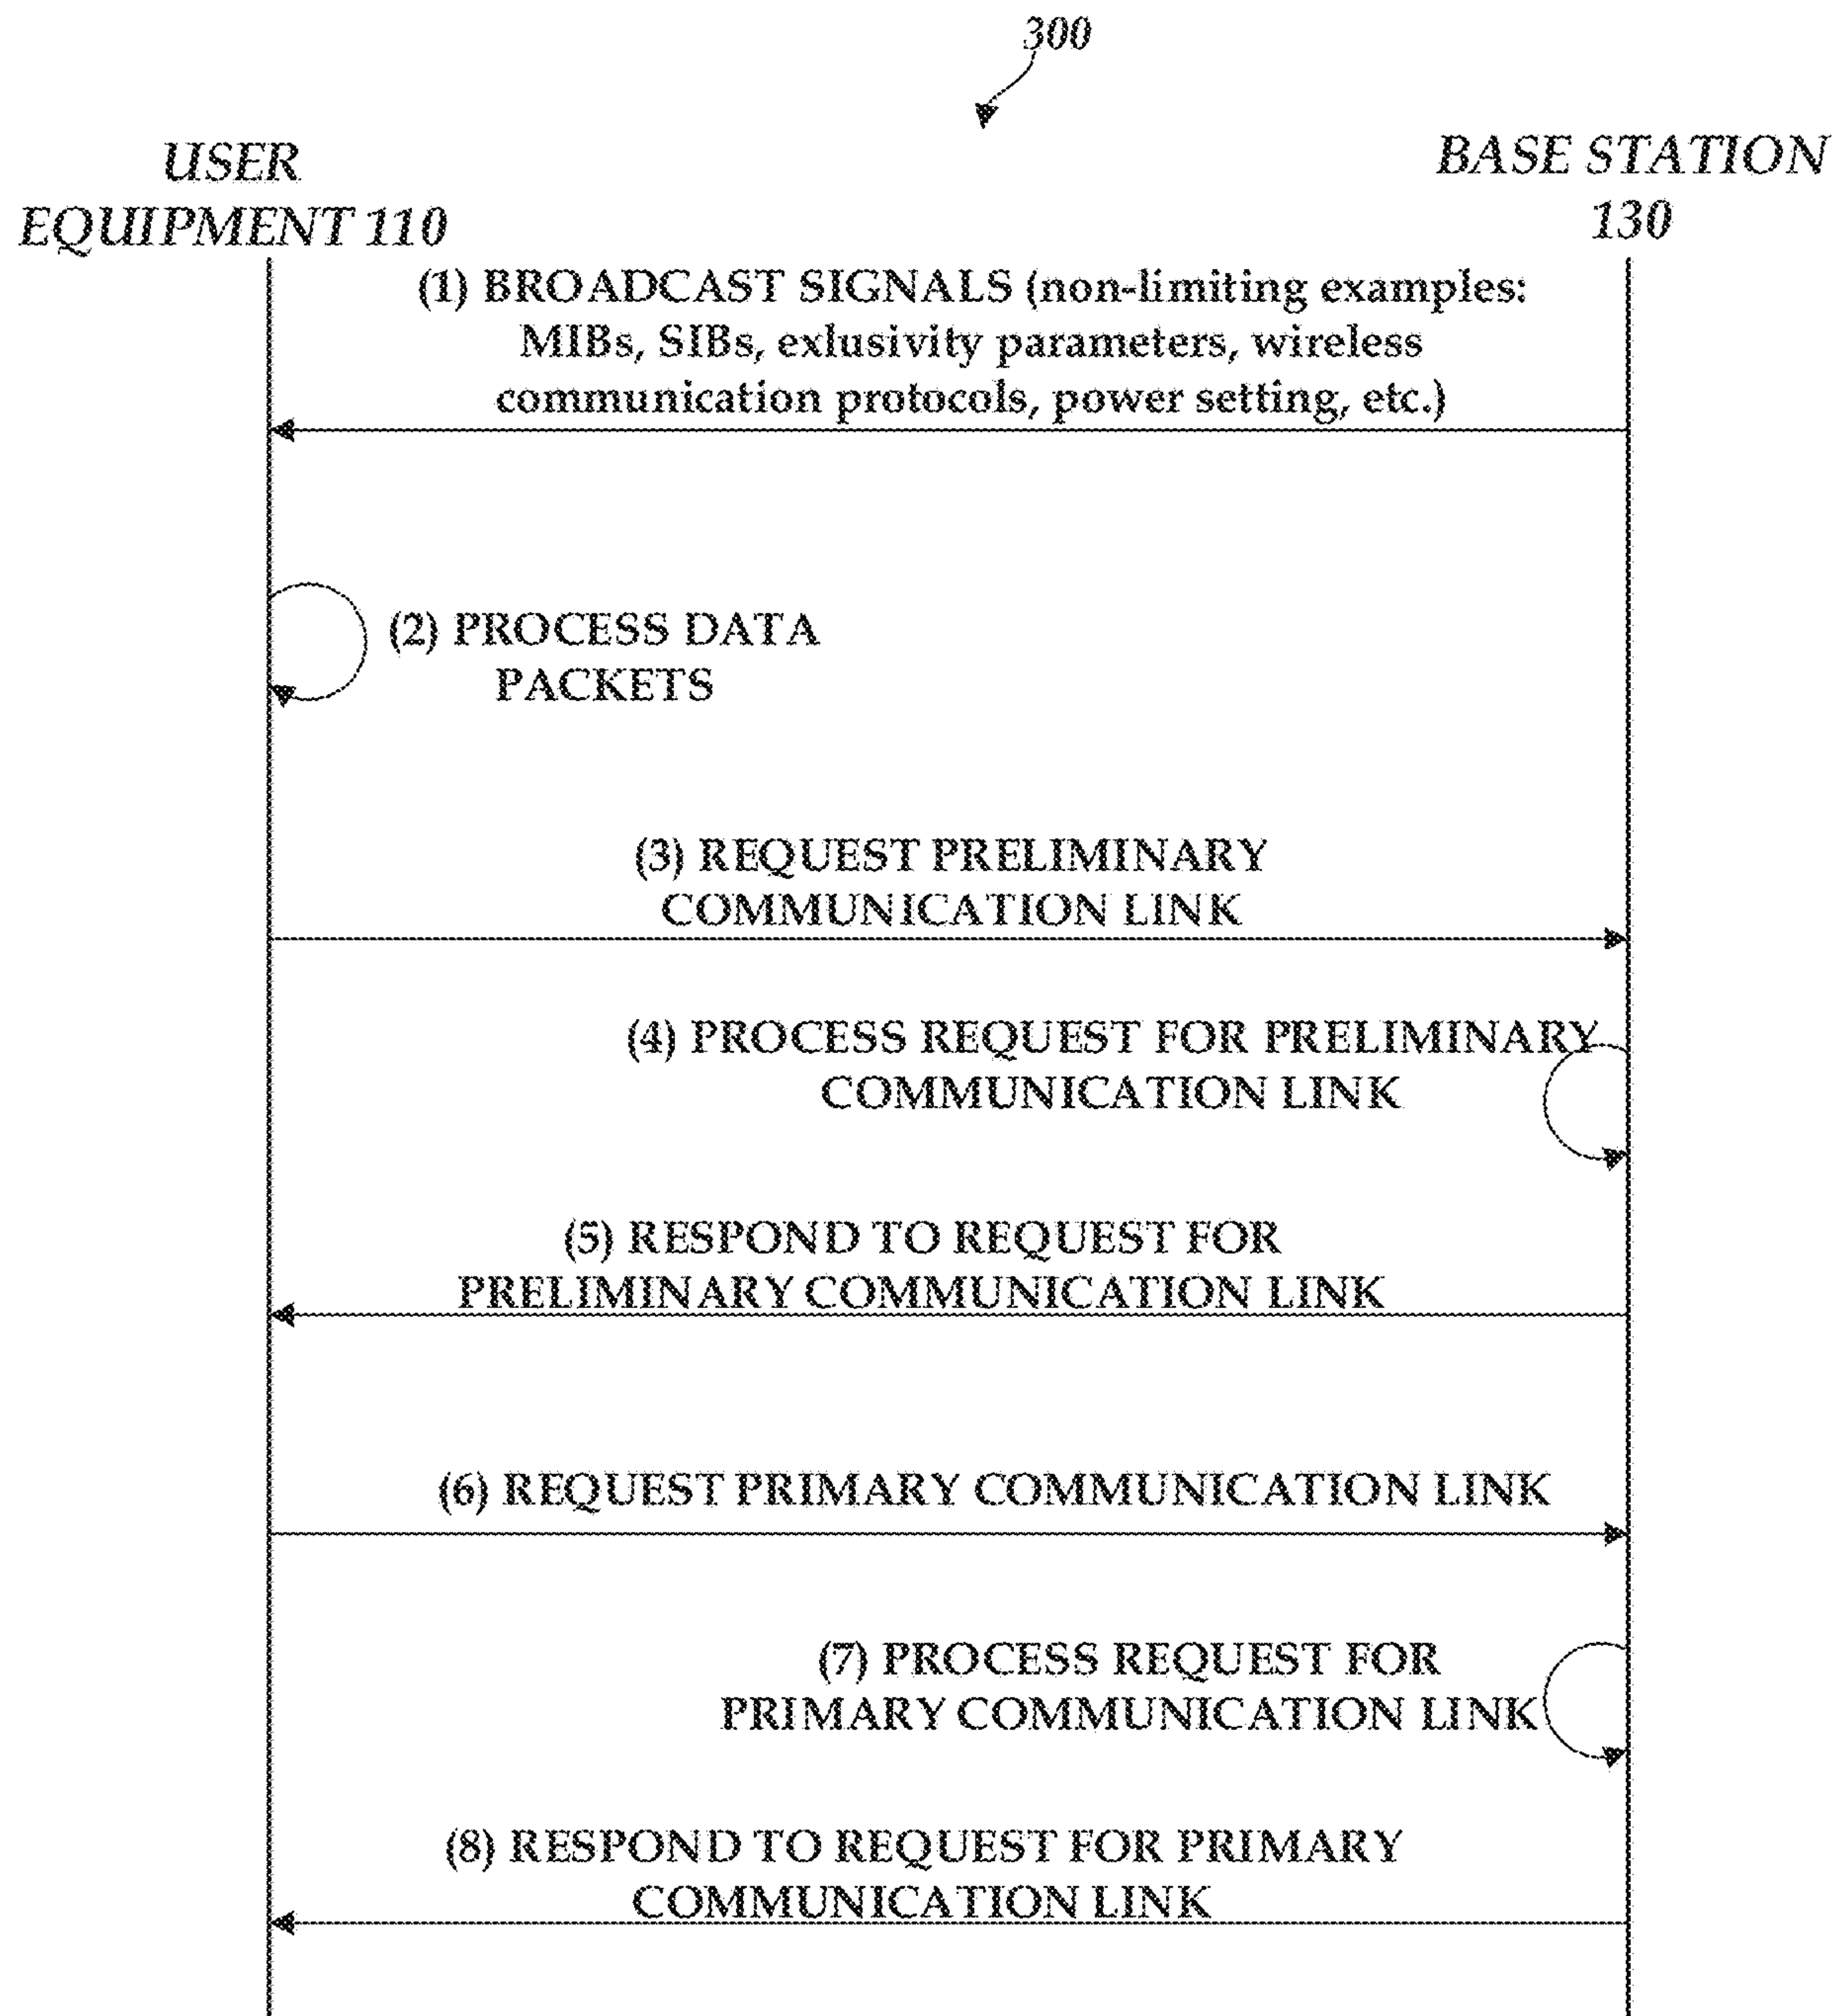 300
USER
EQUIPMENT 110
BASE STATION
130
(1) BROADCAST SIGNALS (non-limiting examples:
MIBs, SIBs, exlusivity parameters, wireless
communication protocols, power setting, etc.)
(2) PROCESS DATA
PACKETS
(3) REQUEST PRELIMINARY
COMMUNICATION LINK
(4) PROCESS REQUEST FOR PRELIMINARY
COMMUNICATION LINK
(5) RESPOND TO REQUEST FOR
PRELIMINARY COMMUNICATION LINK
(6) REQUEST PRIMARY COMMUNICATION LINK
(7) PROCESS REQUEST FOR
PRIMARY COMMUNICATION LINK
(8) RESPOND TO REQUEST FOR PRIMARY
COMMUNICATION LINK